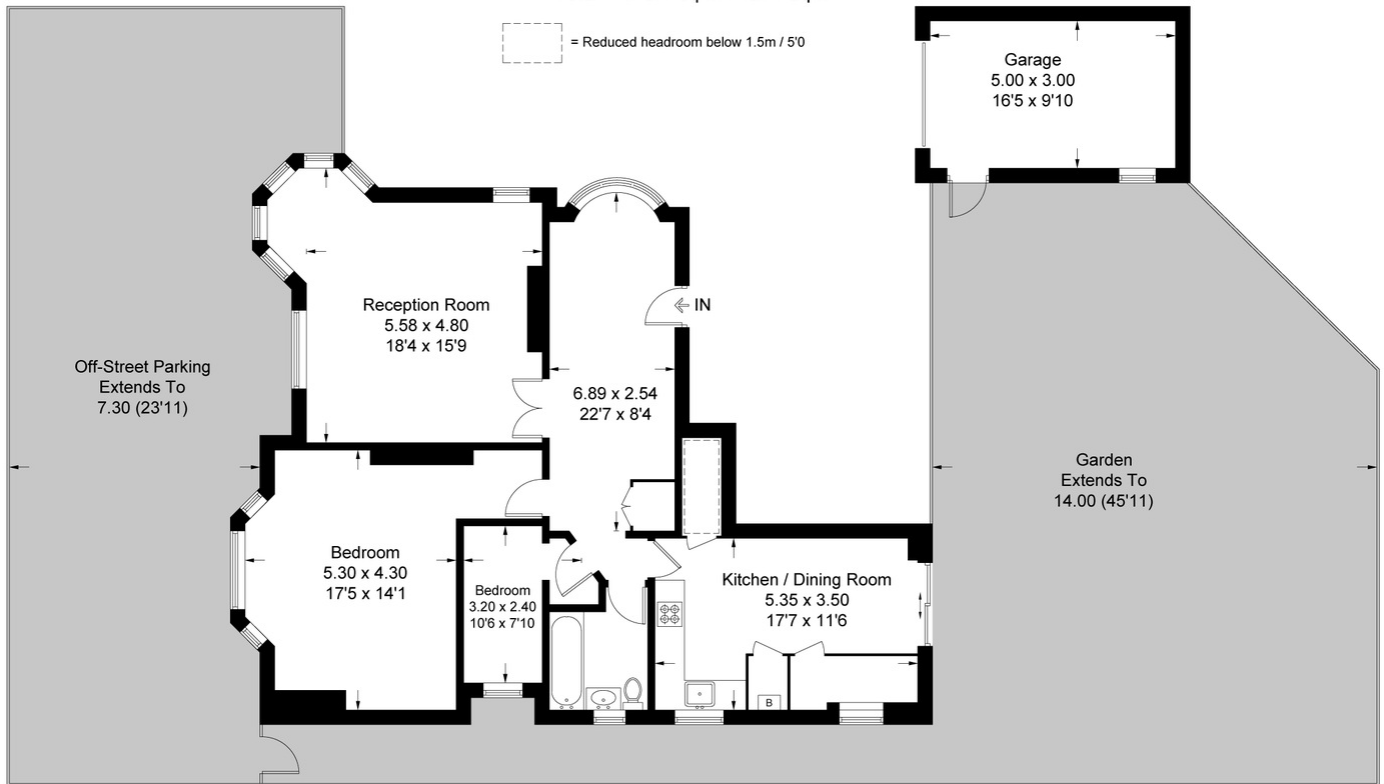 = Reduced headroom below 1.5m / 5'0
Garage
5.00 x 3.00
16'5 x 9'10
IN
Reception Room
5.58 x 4.80
18'4 x 15'9
Off-Street Parking
Extends To
7.30 (23'11)
6.89 x 2.54
22'7 x 8'4
Garden
Extends To
14.00 (45'11)
Bedroom
5.30 x 4.30
17'5 x 14'1
Bedroom
3.20 x 2.40
10'6 x 7'10
Kitchen / Dining Room
5.35 x 3.50
17'7 x 11'6
B